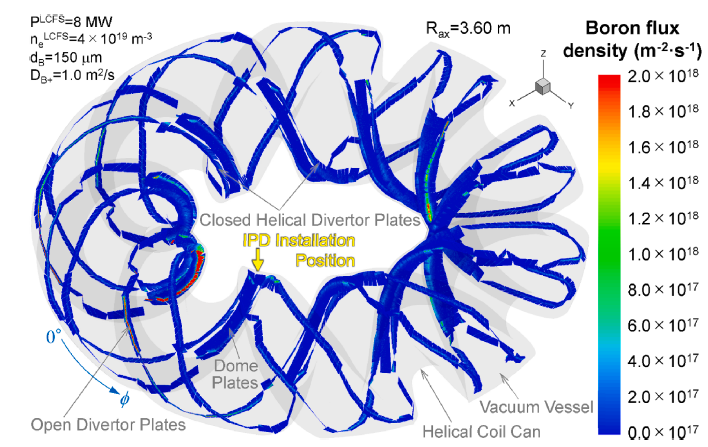 P^LCFS=8 MW
n_e^LCFS=4×10^19 m^-3
d_B=150 μm
D_B+=1.0 m^2/s
R_ax=3.60 m
Boron flux
density (m^-2·s^-1)
Z
X
Y
2.0×10^18
1.8×10^18
1.6×10^18
1.4×10^18
1.2×10^18
1.0×10^18
8.0×10^17
6.0×10^17
4.0×10^17
2.0×10^17
0.0×10^17
Closed Helical Divertor Plates
IPD Installation
Position
0°
ϕ
Dome
Plates
Open Divertor Plates
Vacuum Vessel
Helical Coil Can